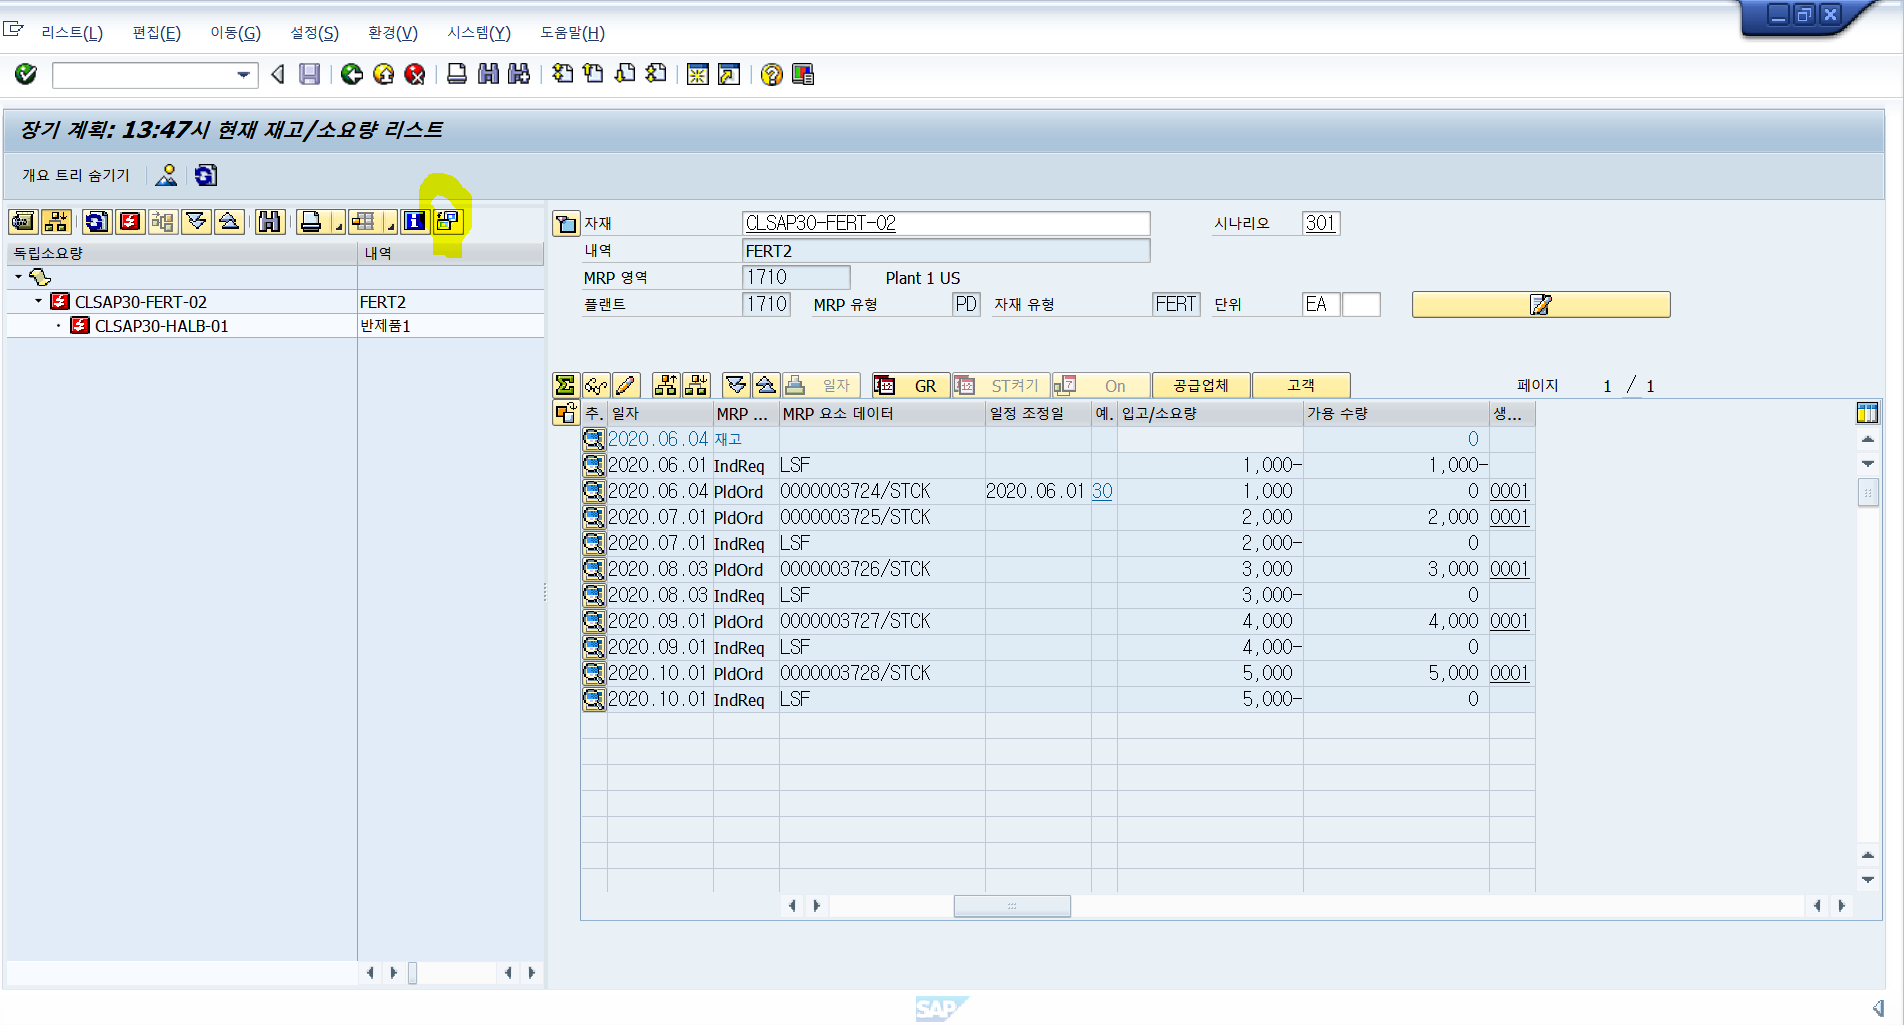 리스트(L) 편집(E) 이동(G) 설정(S) 환경(V) 시스템(Y) 도움말(H)
장기 계획: 13:47시 현재 재고/소요량 리스트
개요 트리 숨기기
독립소요량 내역
CLSAP30-FERT-02 FERT2
CLSAP30-HALB-01 반제품1
자재 CLSAP30-FERT-02 시나리오 301
내역 FERT2
MRP 영역 1710 Plant 1 US
플랜트 1710 MRP 유형 PD 자재 유형 FERT 단위 EA
일자 GR ST켜기 On 공급업체 고객 페이지 1 / 1
추. 일자 MRP ... MRP 요소 데이터 일정 조정일 예. 입고/소요량 가용 수량 생...
2020.06.04 재고 0
2020.06.01 IndReq LSF 1,000- 1,000-
2020.06.04 PldOrd 0000003724/STCK 2020.06.01 30 1,000 0 0001
2020.07.01 PldOrd 0000003725/STCK 2,000 2,000 0001
2020.07.01 IndReq LSF 2,000- 0
2020.08.03 PldOrd 0000003726/STCK 3,000 3,000 0001
2020.08.03 IndReq LSF 3,000- 0
2020.09.01 PldOrd 0000003727/STCK 4,000 4,000 0001
2020.09.01 IndReq LSF 4,000- 0
2020.10.01 PldOrd 0000003728/STCK 5,000 5,000 0001
2020.10.01 IndReq LSF 5,000- 0
SAP